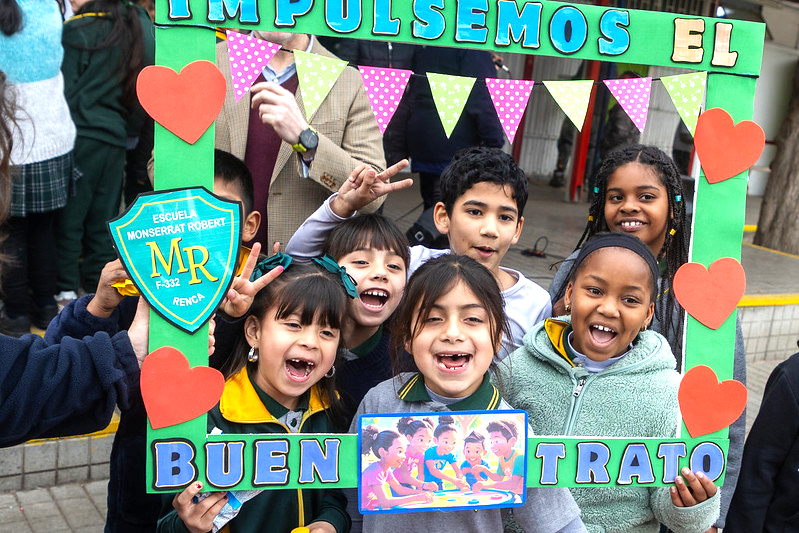 IMPULSEMOS EL
ESCUELA
MONSERRAT ROBERT
MR
F-332
RENCA
BUEN TRATO